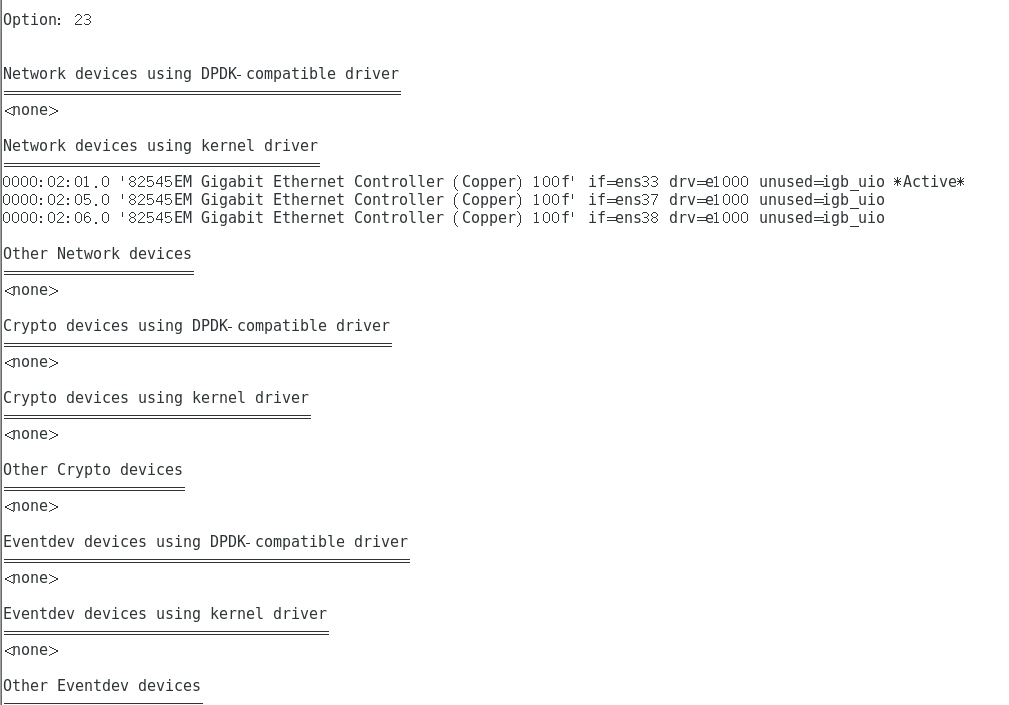 Option: 23
Network devices using DPDK-compatible driver
============================================
<none>
Network devices using kernel driver
===================================
0000:02:01.0 '82545EM Gigabit Ethernet Controller (Copper) 100f' if=ens33 drv=e1000 unused=igb_uio *Active*
0000:02:05.0 '82545EM Gigabit Ethernet Controller (Copper) 100f' if=ens37 drv=e1000 unused=igb_uio
0000:02:06.0 '82545EM Gigabit Ethernet Controller (Copper) 100f' if=ens38 drv=e1000 unused=igb_uio
Other Network devices
=====================
<none>
Crypto devices using DPDK-compatible driver
===========================================
<none>
Crypto devices using kernel driver
==================================
<none>
Other Crypto devices
====================
<none>
Eventdev devices using DPDK-compatible driver
=============================================
<none>
Eventdev devices using kernel driver
====================================
<none>
Other Eventdev devices
======================